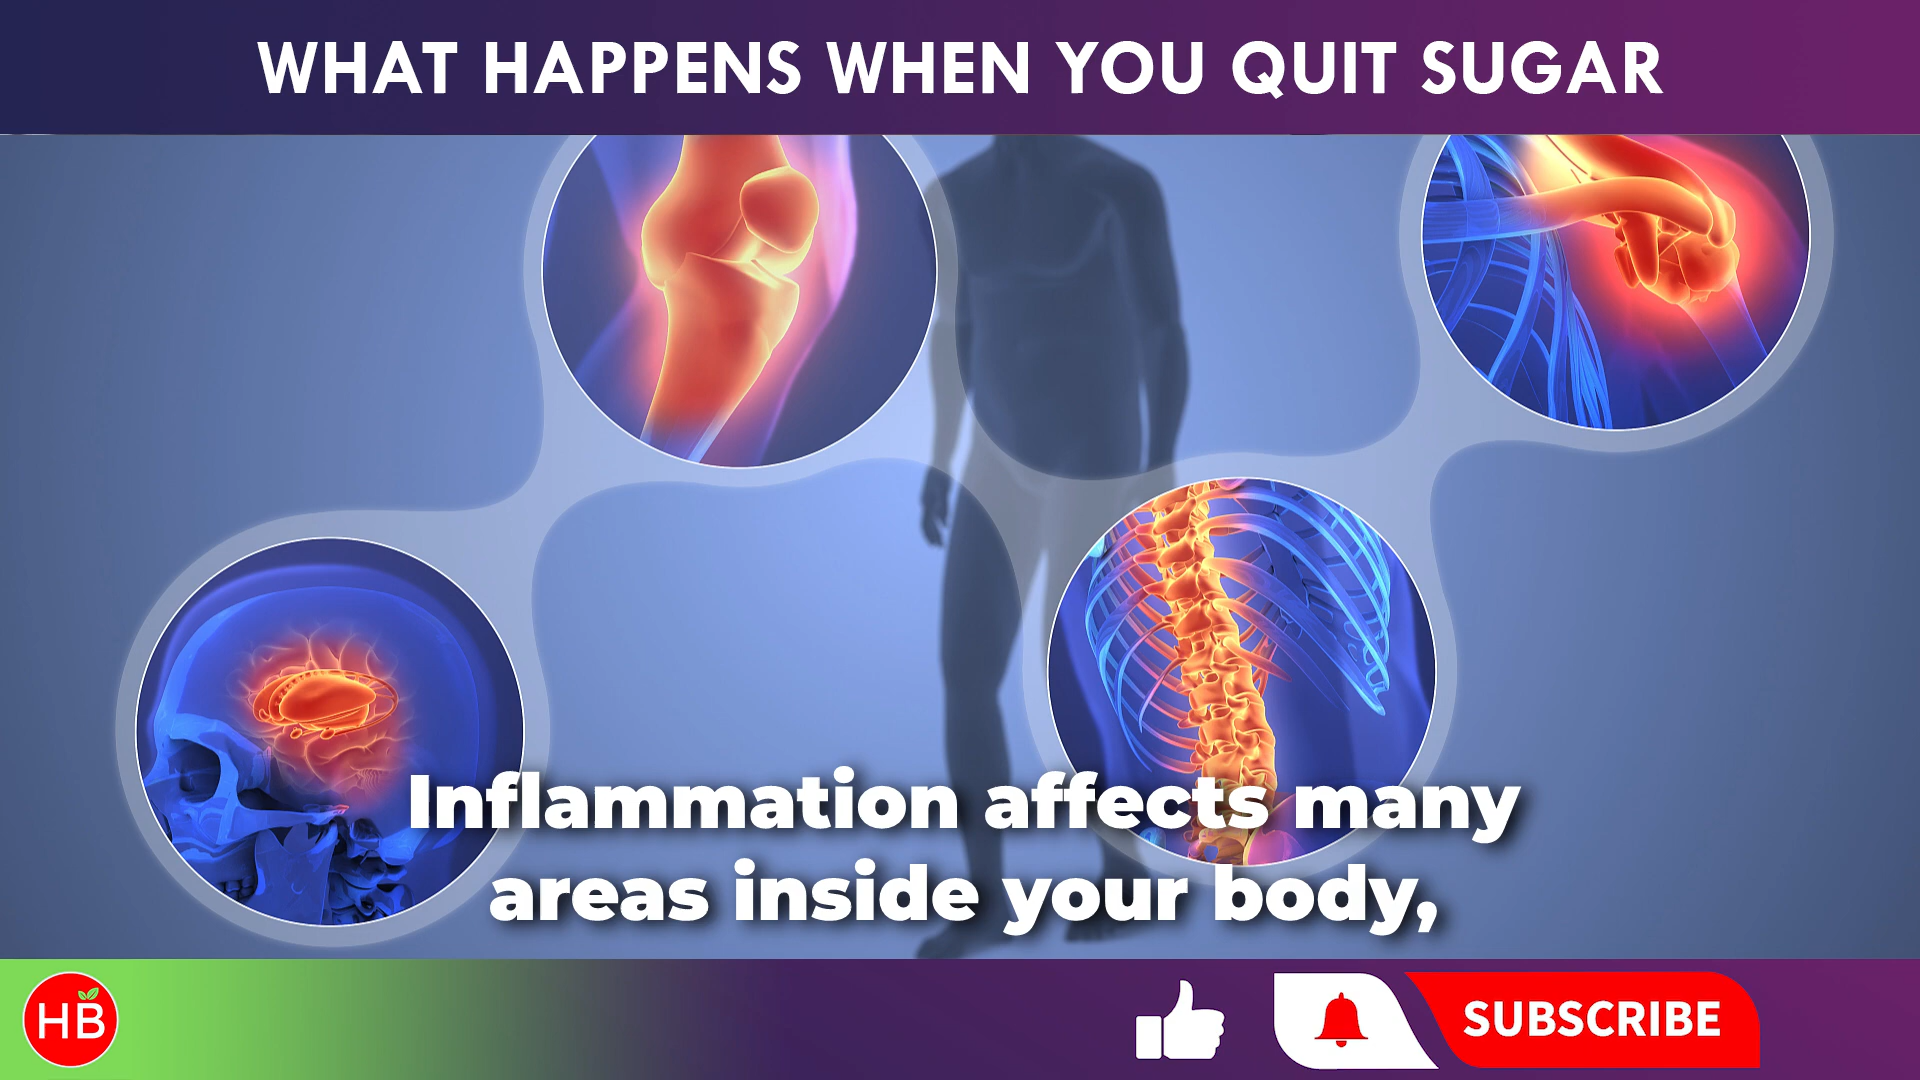 WHAT HAPPENS WHEN YOU QUIT SUGAR
Inflammation affects many
areas inside your body,
HB
SUBSCRIBE